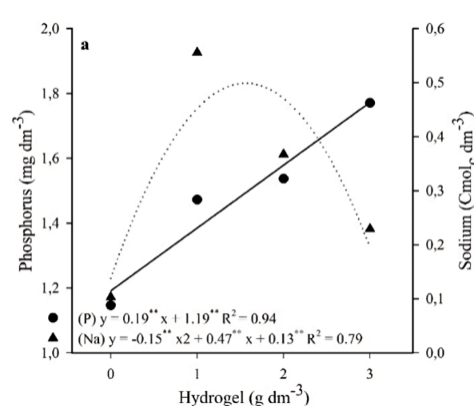 a
Phosphorus (mg dm-3)
2,0
1,8
1,6
1,4
1,2
1,0
0,6
0,5
0,4
0,3
0,2
0,1
0,0
Sodium (Cmolc dm-3)
(P) y = 0.19** x + 1.19** R2 = 0.94
(Na) y = -0.15** x2 + 0.47** x + 0.13** R2 = 0.79
0 1 2 3
Hydrogel (g dm-3)